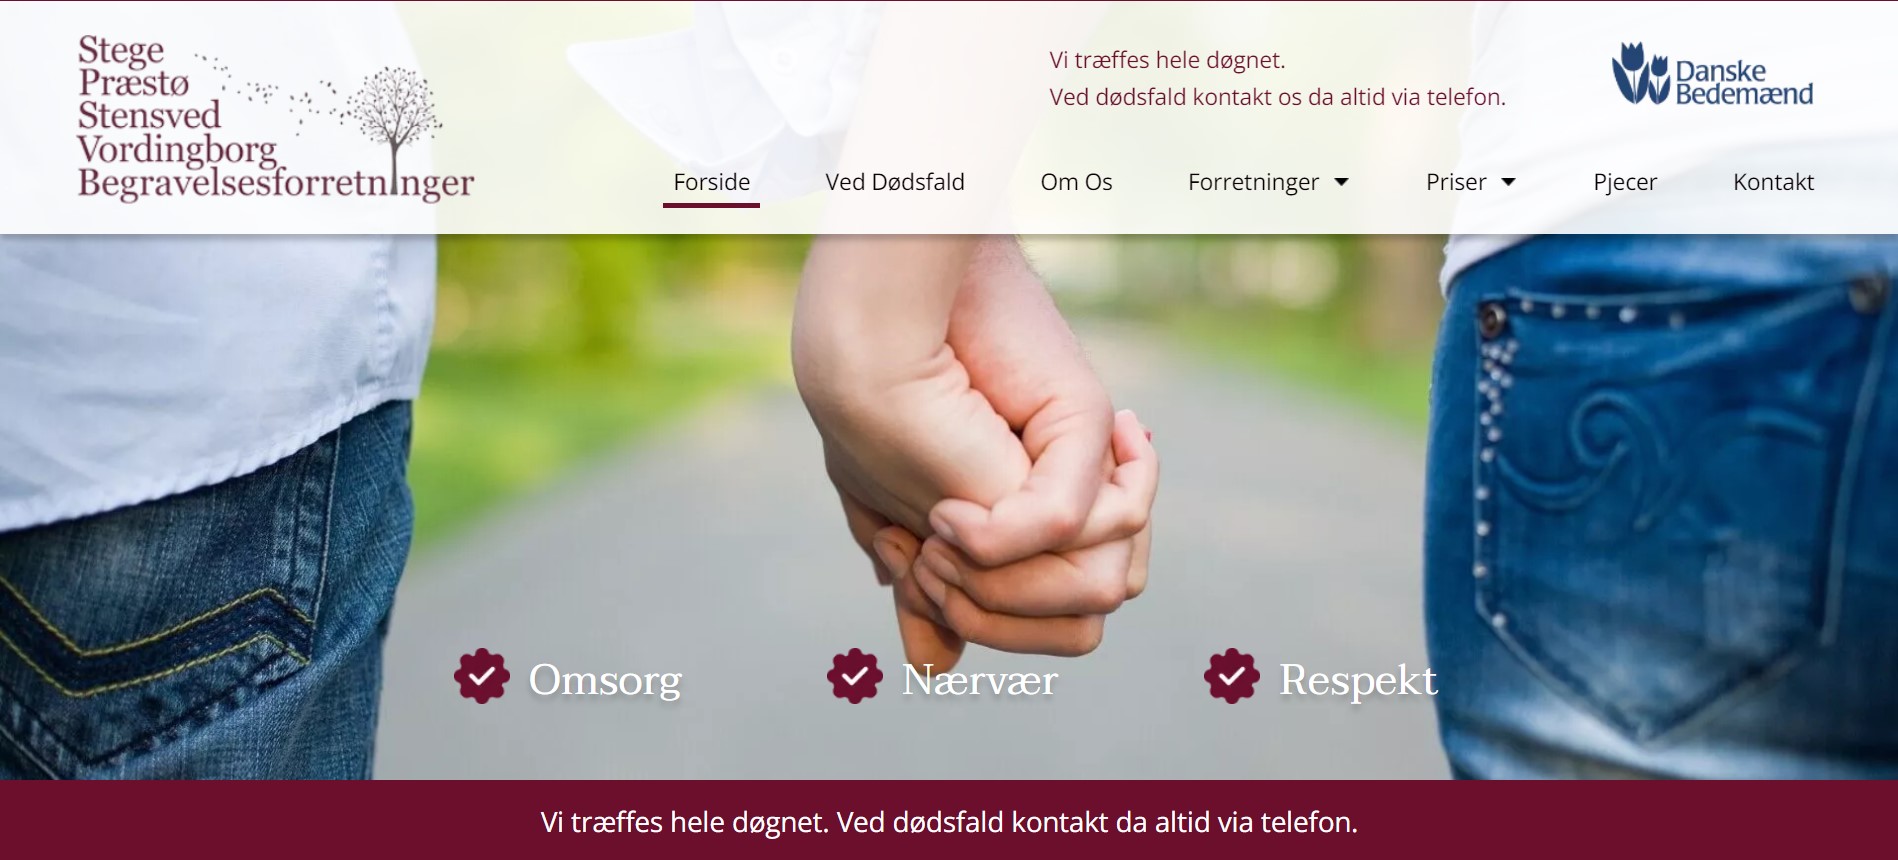 Stege
Præstø
Stensved
Vordingborg
Begravelsesforretninger
Vi træffes hele døgnet.
Ved dødsfald kontakt os da altid via telefon.
Danske
Bedemænd
Forside Ved Dødsfald Om Os Forretninger Priser Pjecer Kontakt
Omsorg Nærvær Respekt
Vi træffes hele døgnet. Ved dødsfald kontakt da altid via telefon.